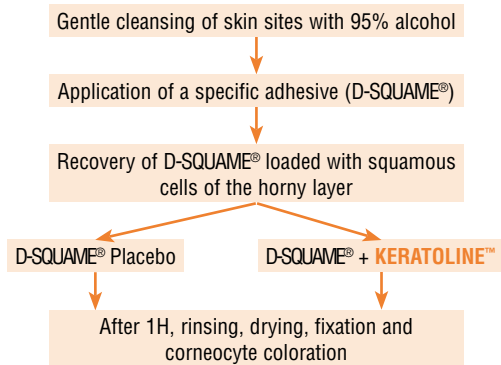 Gentle cleansing of skin sites with 95% alcohol
Application of a specific adhesive (D-SQUAME®)
Recovery of D-SQUAME® loaded with squamous
cells of the horny layer
D-SQUAME® Placebo
D-SQUAME® + KERATOLINE™
After 1H, rinsing, drying, fixation and
corneocyte coloration